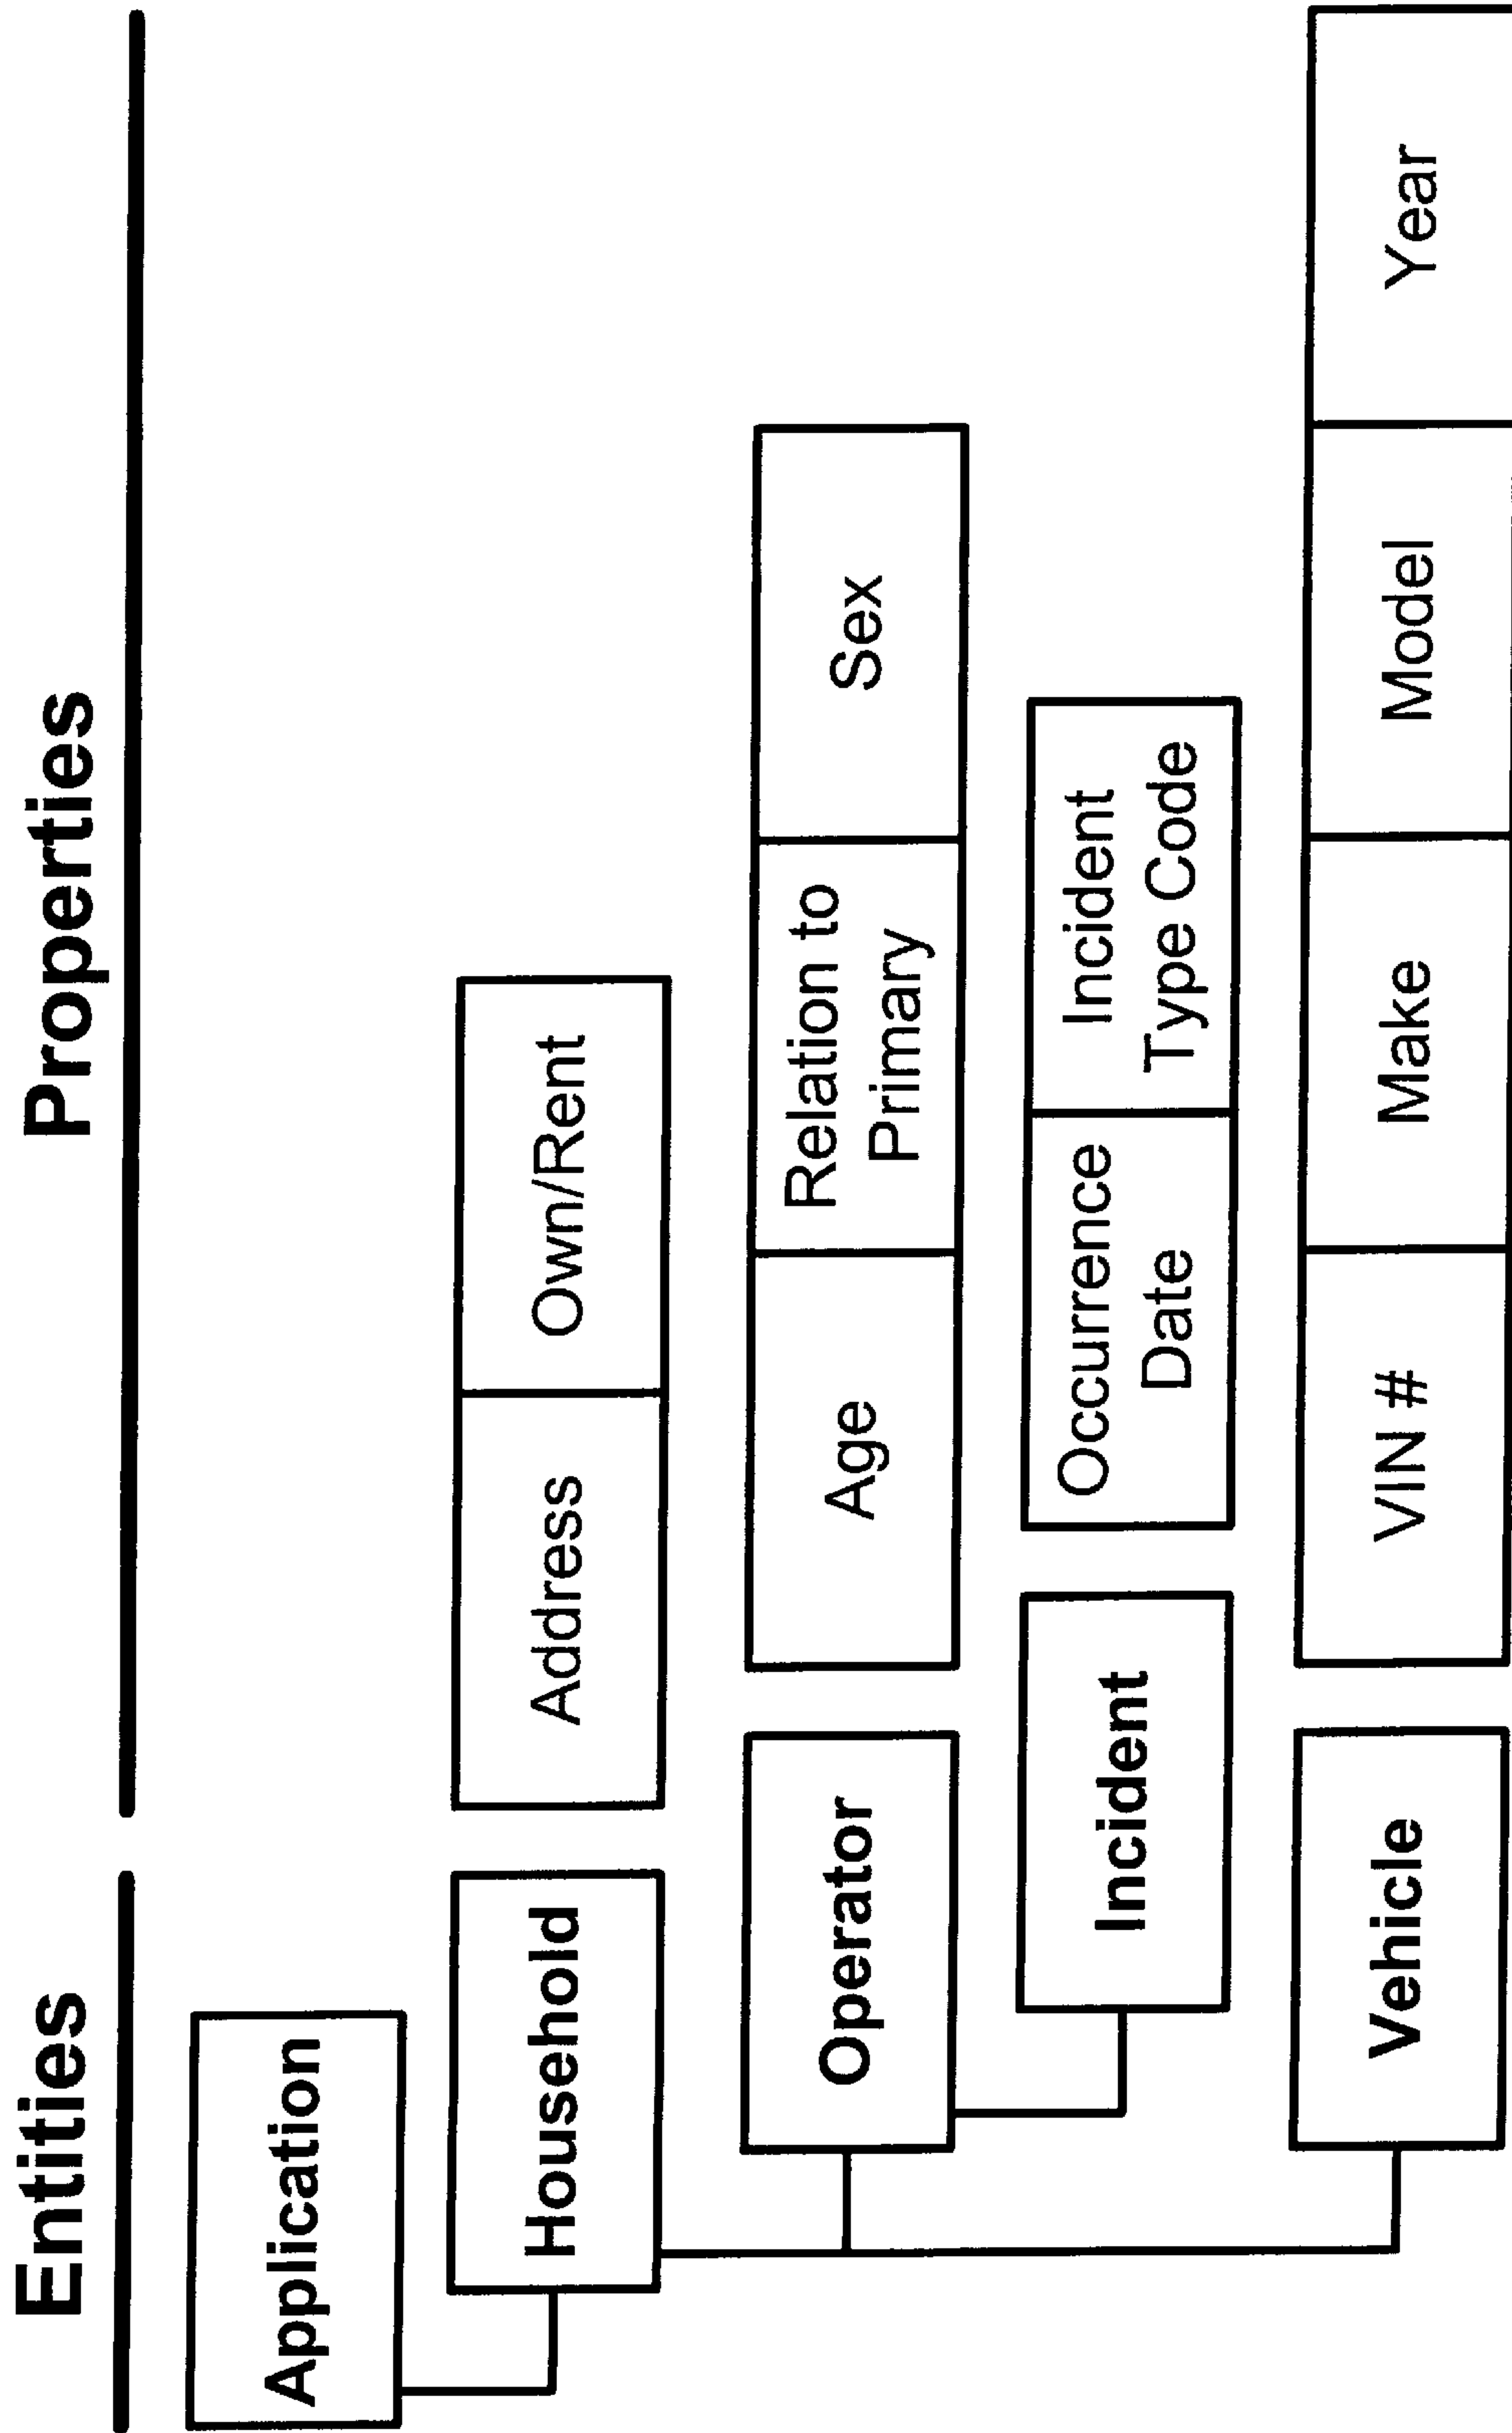 Entities
Properties
Application
Household
Address
Own/Rent
Operator
Age
Relation to
Primary
Sex
Incident
Occurrence
Date
Incident
Type Code
Vehicle
VIN #
Make
Model
Year